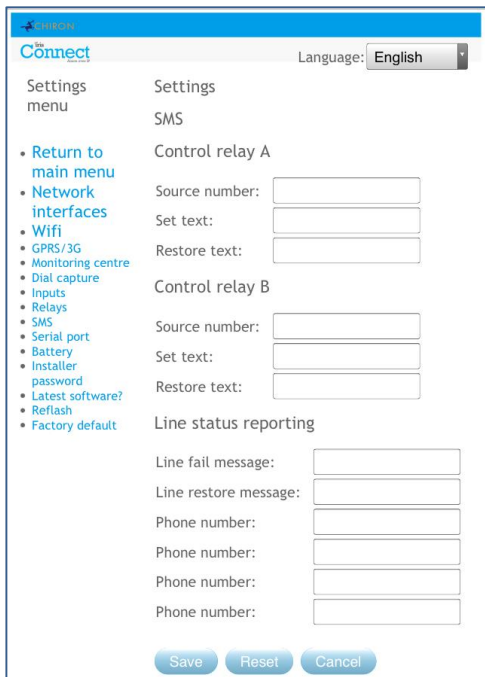 CHIRON
iris
Connect
Language: English
Settings
menu
• Return to
main menu
• Network
interfaces
• Wifi
• GPRS/3G
• Monitoring centre
• Dial capture
• Inputs
• Relays
• SMS
• Serial port
• Battery
• Installer
password
• Latest software?
• Reflash
• Factory default
Settings
SMS
Control relay A
Source number:
Set text:
Restore text:
Control relay B
Source number:
Set text:
Restore text:
Line status reporting
Line fail message:
Line restore message:
Phone number:
Phone number:
Phone number:
Phone number:
Save Reset Cancel